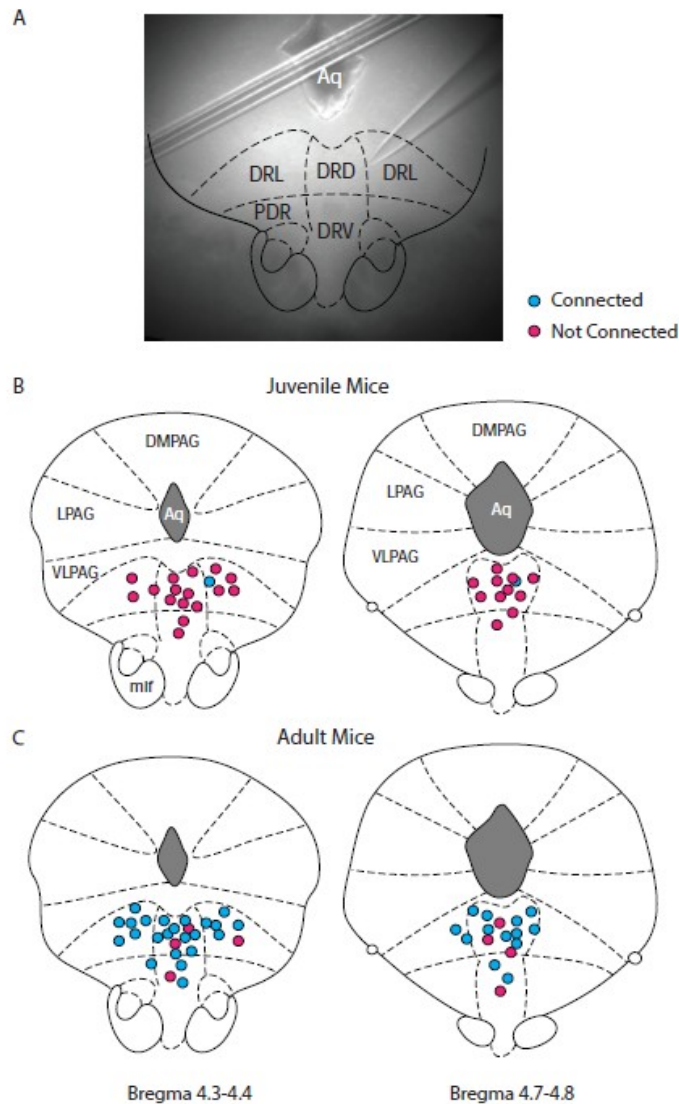 A
Aq
DRL DRD DRL
PDR
DRV
Connected
Not Connected
B Juvenile Mice
DMPAG
LPAG
Aq
VLPAG
mlf
DMPAG
LPAG
Aq
VLPAG
C Adult Mice
Bregma 4.3-4.4 Bregma 4.7-4.8